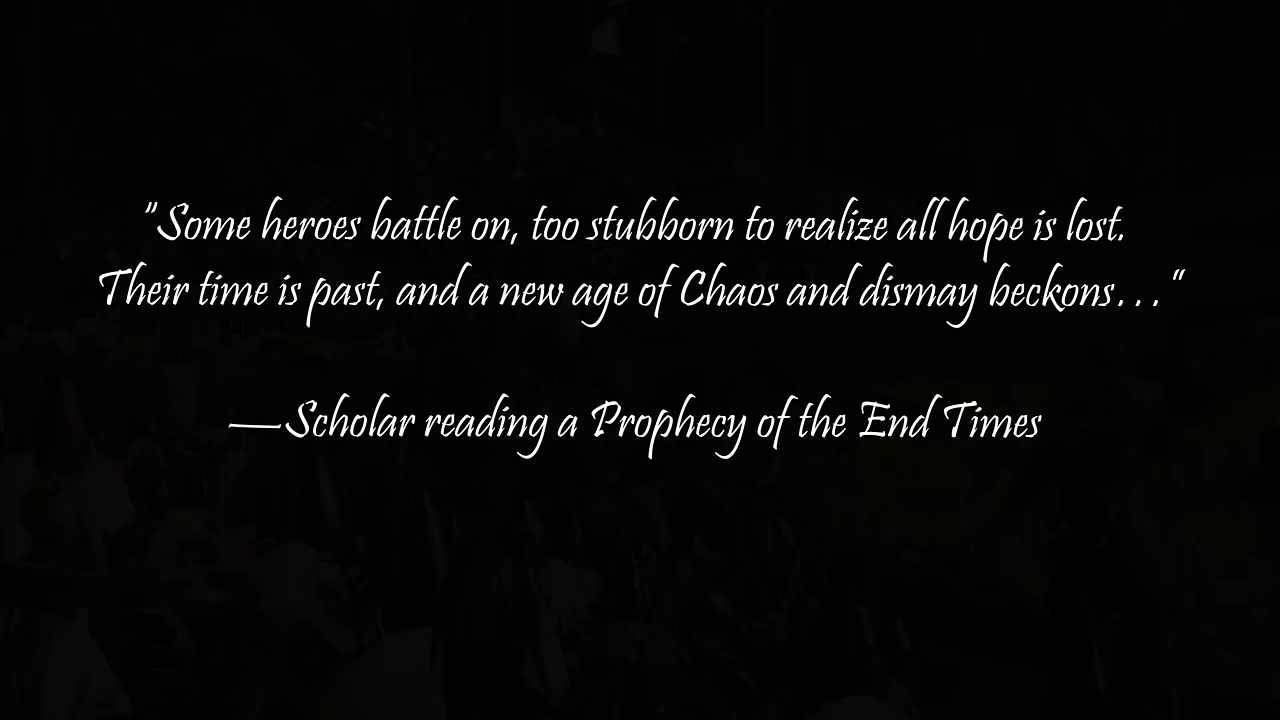 "Some heroes battle on, too stubborn to realize all hope is lost.
Their time is past, and a new age of Chaos and dismay beckons..."
—Scholar reading a Prophecy of the End Times